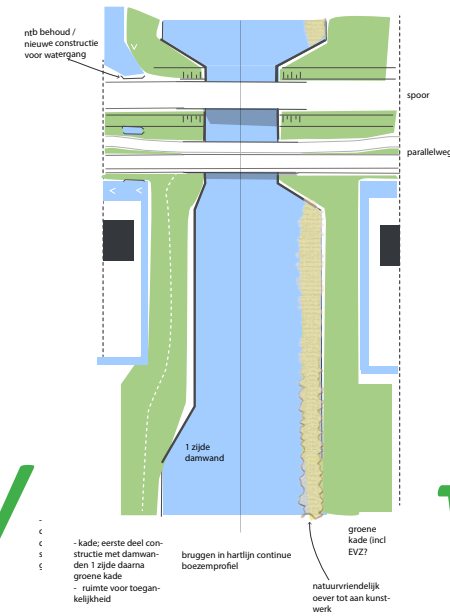 ntb behoud /
nieuwe constructie
voor watergang
spoor
parallelweg
1 zijde
damwand
- kade; eerste deel con-
structie met damwan-
den 1 zijde daarna
groene kade
- ruimte voor toegan-
kelijkheid
bruggen in hartlijn continue
boezemprofiel
groene
kade (incl
EVZ?
natuurvriendelijk
oever tot aan kunst-
werk